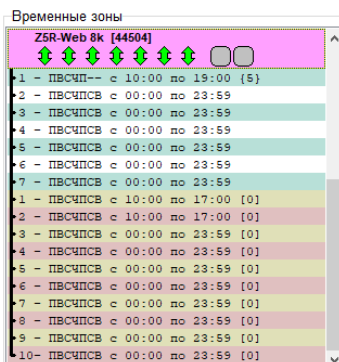 Временные зоны
Z5R-Web 8k [44504]
1 - ПВСЧП-- с 10:00 по 19:00 {5}
2 - ПВСЧПСВ с 00:00 по 23:59
3 - ПВСЧПСВ с 00:00 по 23:59
4 - ПВСЧПСВ с 00:00 по 23:59
5 - ПВСЧПСВ с 00:00 по 23:59
6 - ПВСЧПСВ с 00:00 по 23:59
7 - ПВСЧПСВ с 00:00 по 23:59
1 - ПВСЧПСВ с 10:00 по 17:00 [0]
2 - ПВСЧПСВ с 10:00 по 17:00 [0]
3 - ПВСЧПСВ с 00:00 по 23:59 [0]
4 - ПВСЧПСВ с 00:00 по 23:59 [0]
5 - ПВСЧПСВ с 00:00 по 23:59 [0]
6 - ПВСЧПСВ с 00:00 по 23:59 [0]
7 - ПВСЧПСВ с 00:00 по 23:59 [0]
8 - ПВСЧПСВ с 00:00 по 23:59 [0]
9 - ПВСЧПСВ с 00:00 по 23:59 [0]
10- ПВСЧПСВ с 00:00 по 23:59 [0]